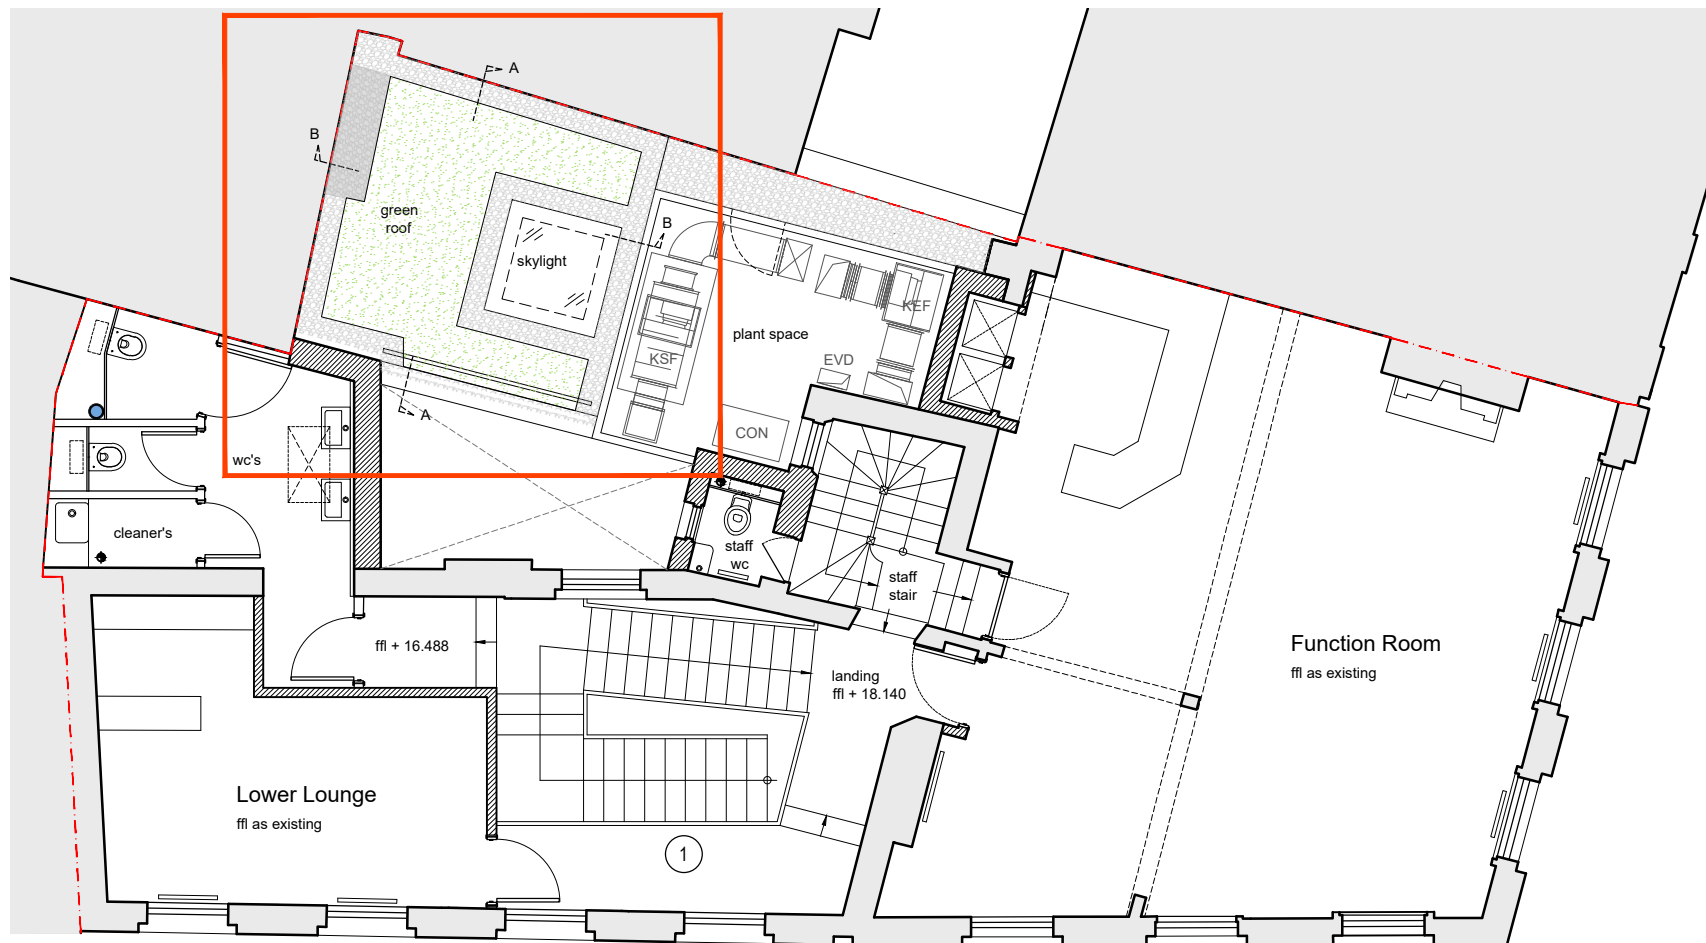 A
B
green
roof
B
skylight
KEF
plant space
KSF
EVD
A
CON
wc's
cleaner's
staff
wc
staff
stair
ffl + 16.488
landing
ffl + 18.140
Function Room
ffl as existing
Lower Lounge
ffl as existing
1